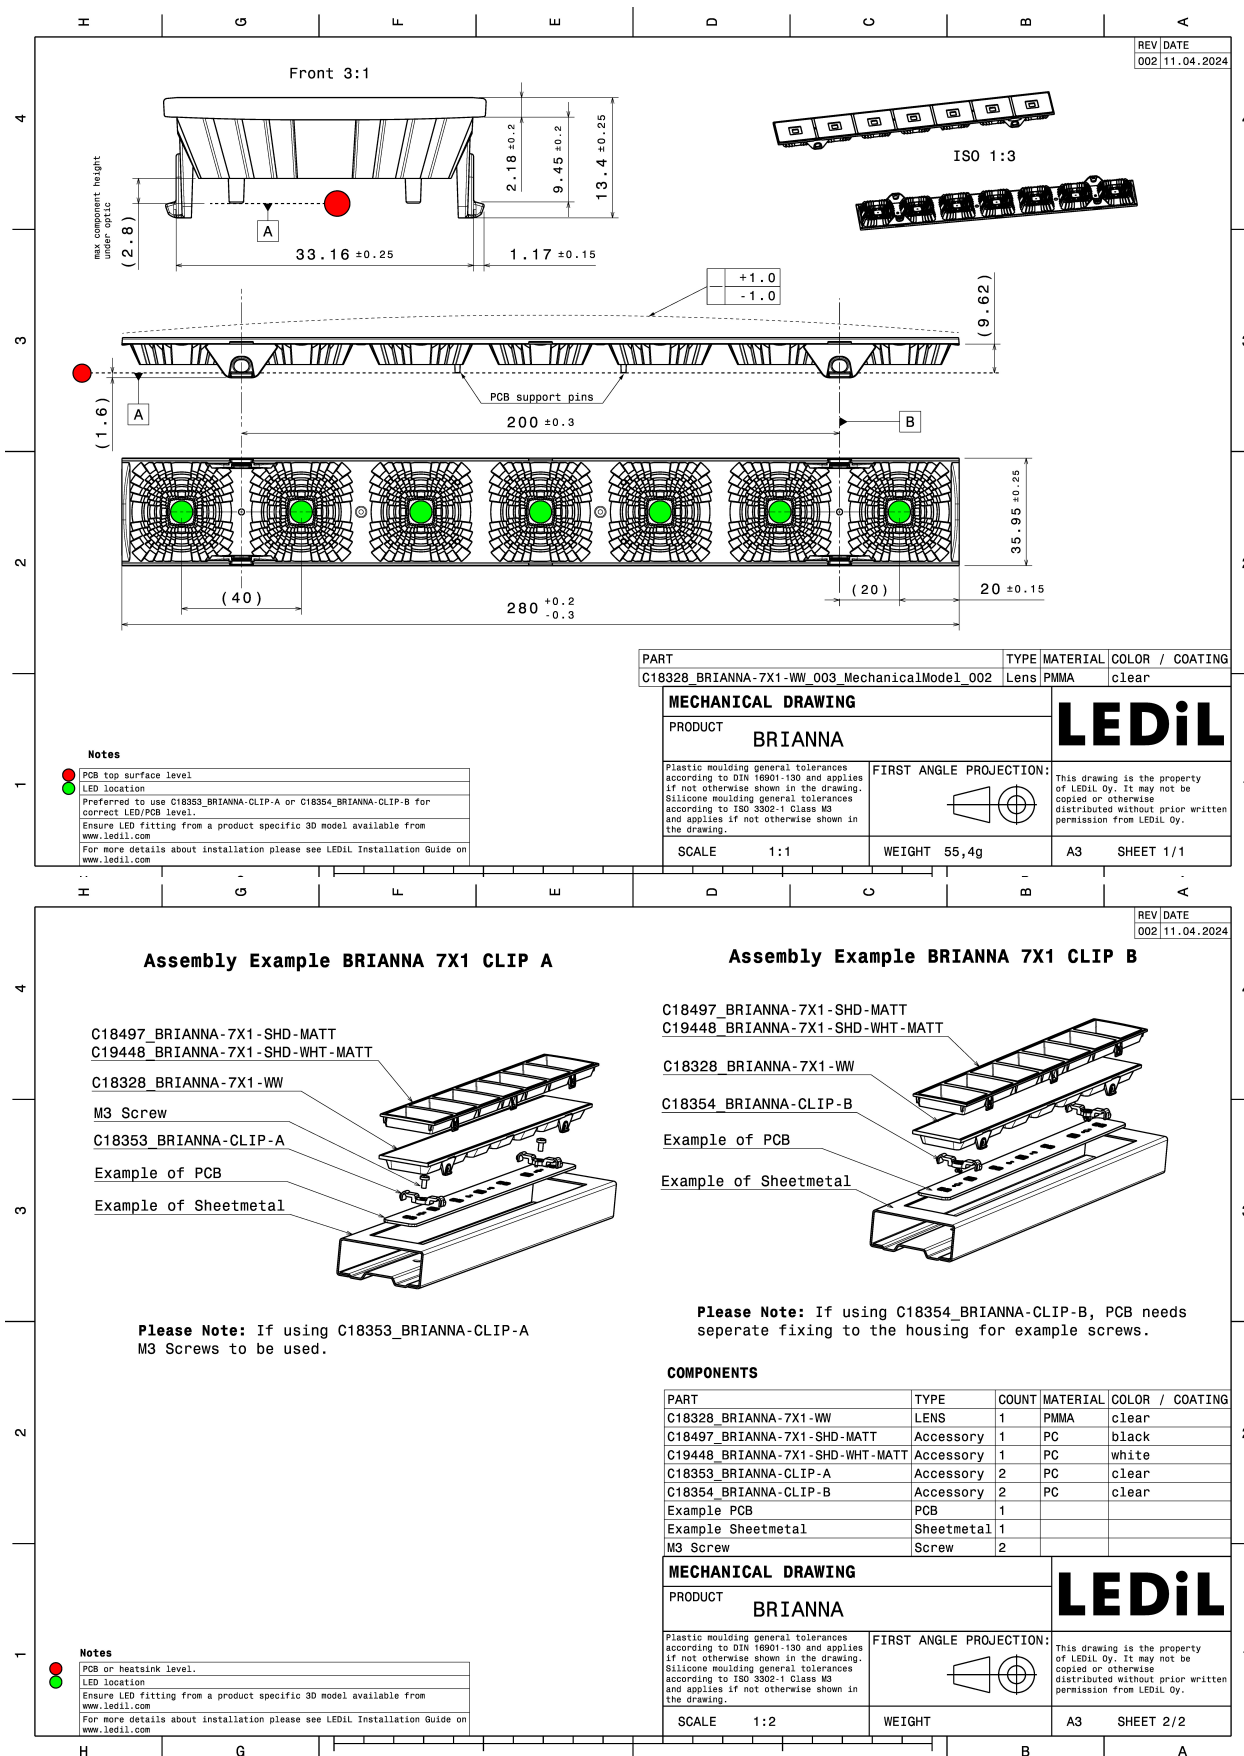 H G F E D C B A
REV DATE
002 11.04.2024
Front 3:1
4
2.18 ±0.2
9.45 ±0.2
13.4 ±0.25
ISO 1:3
max component height
under optic
(2.8)
A
33.16 ±0.25
1.17 ±0.15
+1.0
-1.0
(9.62)
3
PCB support pins
(1.6)
A
B
200 ±0.3
35.95 ±0.25
2
(40)
(20)
20 ±0.15
280 +0.2
-0.3
PART TYPE MATERIAL COLOR / COATING
C18328_BRIANNA-7X1-WW_003_MechanicalModel_002 Lens PMMA clear
MECHANICAL DRAWING
LEDiL
PRODUCT
BRIANNA
Notes
1
PCB top surface level
LED location
Preferred to use C18353_BRIANNA-CLIP-A or C18354_BRIANNA-CLIP-B for
correct LED/PCB level.
Ensure LED fitting from a product specific 3D model available from
www.ledil.com
For more details about installation please see LEDiL Installation Guide on
www.ledil.com
Plastic moulding general tolerances
according to DIN 16901-130 and applies
if not otherwise shown in the drawing.
Silicone moulding general tolerances
according to ISO 3302-1 Class M3
and applies if not otherwise shown in
the drawing.
FIRST ANGLE PROJECTION:
This drawing is the property
of LEDiL Oy. It may not be
copied or otherwise
distributed without prior written
permission from LEDiL Oy.
SCALE 1:1
WEIGHT 55,4g
A3 SHEET 1/1
H G F E D C B A
REV DATE
002 11.04.2024
Assembly Example BRIANNA 7X1 CLIP A
Assembly Example BRIANNA 7X1 CLIP B
4
C18497_BRIANNA-7X1-SHD-MATT
C19448_BRIANNA-7X1-SHD-WHT-MATT
C18328_BRIANNA-7X1-WW
M3 Screw
C18353_BRIANNA-CLIP-A
Example of PCB
Example of Sheetmetal
C18497_BRIANNA-7X1-SHD-MATT
C19448_BRIANNA-7X1-SHD-WHT-MATT
C18328_BRIANNA-7X1-WW
C18354_BRIANNA-CLIP-B
Example of PCB
Example of Sheetmetal
3
Please Note: If using C18353_BRIANNA-CLIP-A
M3 Screws to be used.
Please Note: If using C18354_BRIANNA-CLIP-B, PCB needs
seperate fixing to the housing for example screws.
COMPONENTS
PART TYPE COUNT MATERIAL COLOR / COATING
C18328_BRIANNA-7X1-WW LENS 1 PMMA clear
C18497_BRIANNA-7X1-SHD-MATT Accessory 1 PC black
C19448_BRIANNA-7X1-SHD-WHT-MATT Accessory 1 PC white
C18353_BRIANNA-CLIP-A Accessory 2 PC clear
C18354_BRIANNA-CLIP-B Accessory 2 PC clear
Example PCB PCB 1
Example Sheetmetal Sheetmetal 1
M3 Screw Screw 2
2
MECHANICAL DRAWING
LEDiL
PRODUCT
BRIANNA
1
Notes
PCB or heatsink level.
LED location
Ensure LED fitting from a product specific 3D model available from
www.ledil.com
For more details about installation please see LEDiL Installation Guide on
www.ledil.com
Plastic moulding general tolerances
according to DIN 16901-130 and applies
if not otherwise shown in the drawing.
Silicone moulding general tolerances
according to ISO 3302-1 Class M3
and applies if not otherwise shown in
the drawing.
FIRST ANGLE PROJECTION:
This drawing is the property
of LEDiL Oy. It may not be
copied or otherwise
distributed without prior written
permission from LEDiL Oy.
SCALE 1:2
WEIGHT
A3 SHEET 2/2
H G B A